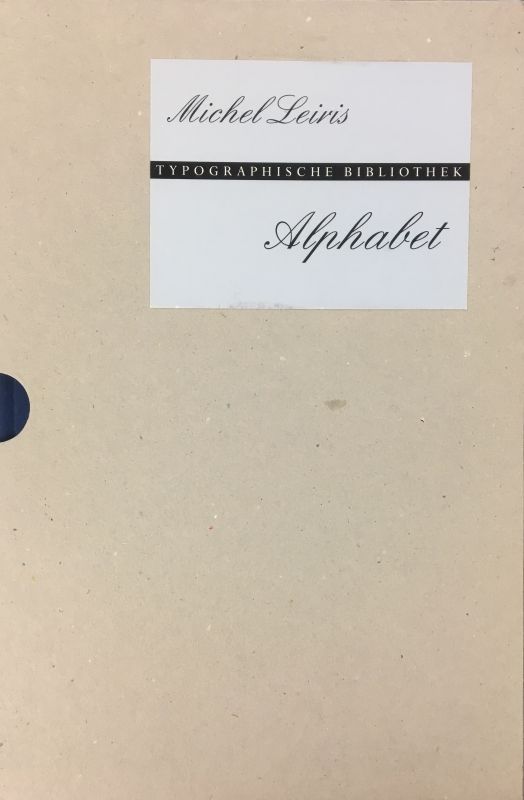 Michel Leiris
TYPOGRAPHISCHE BIBLIOTHEK
Alphabet